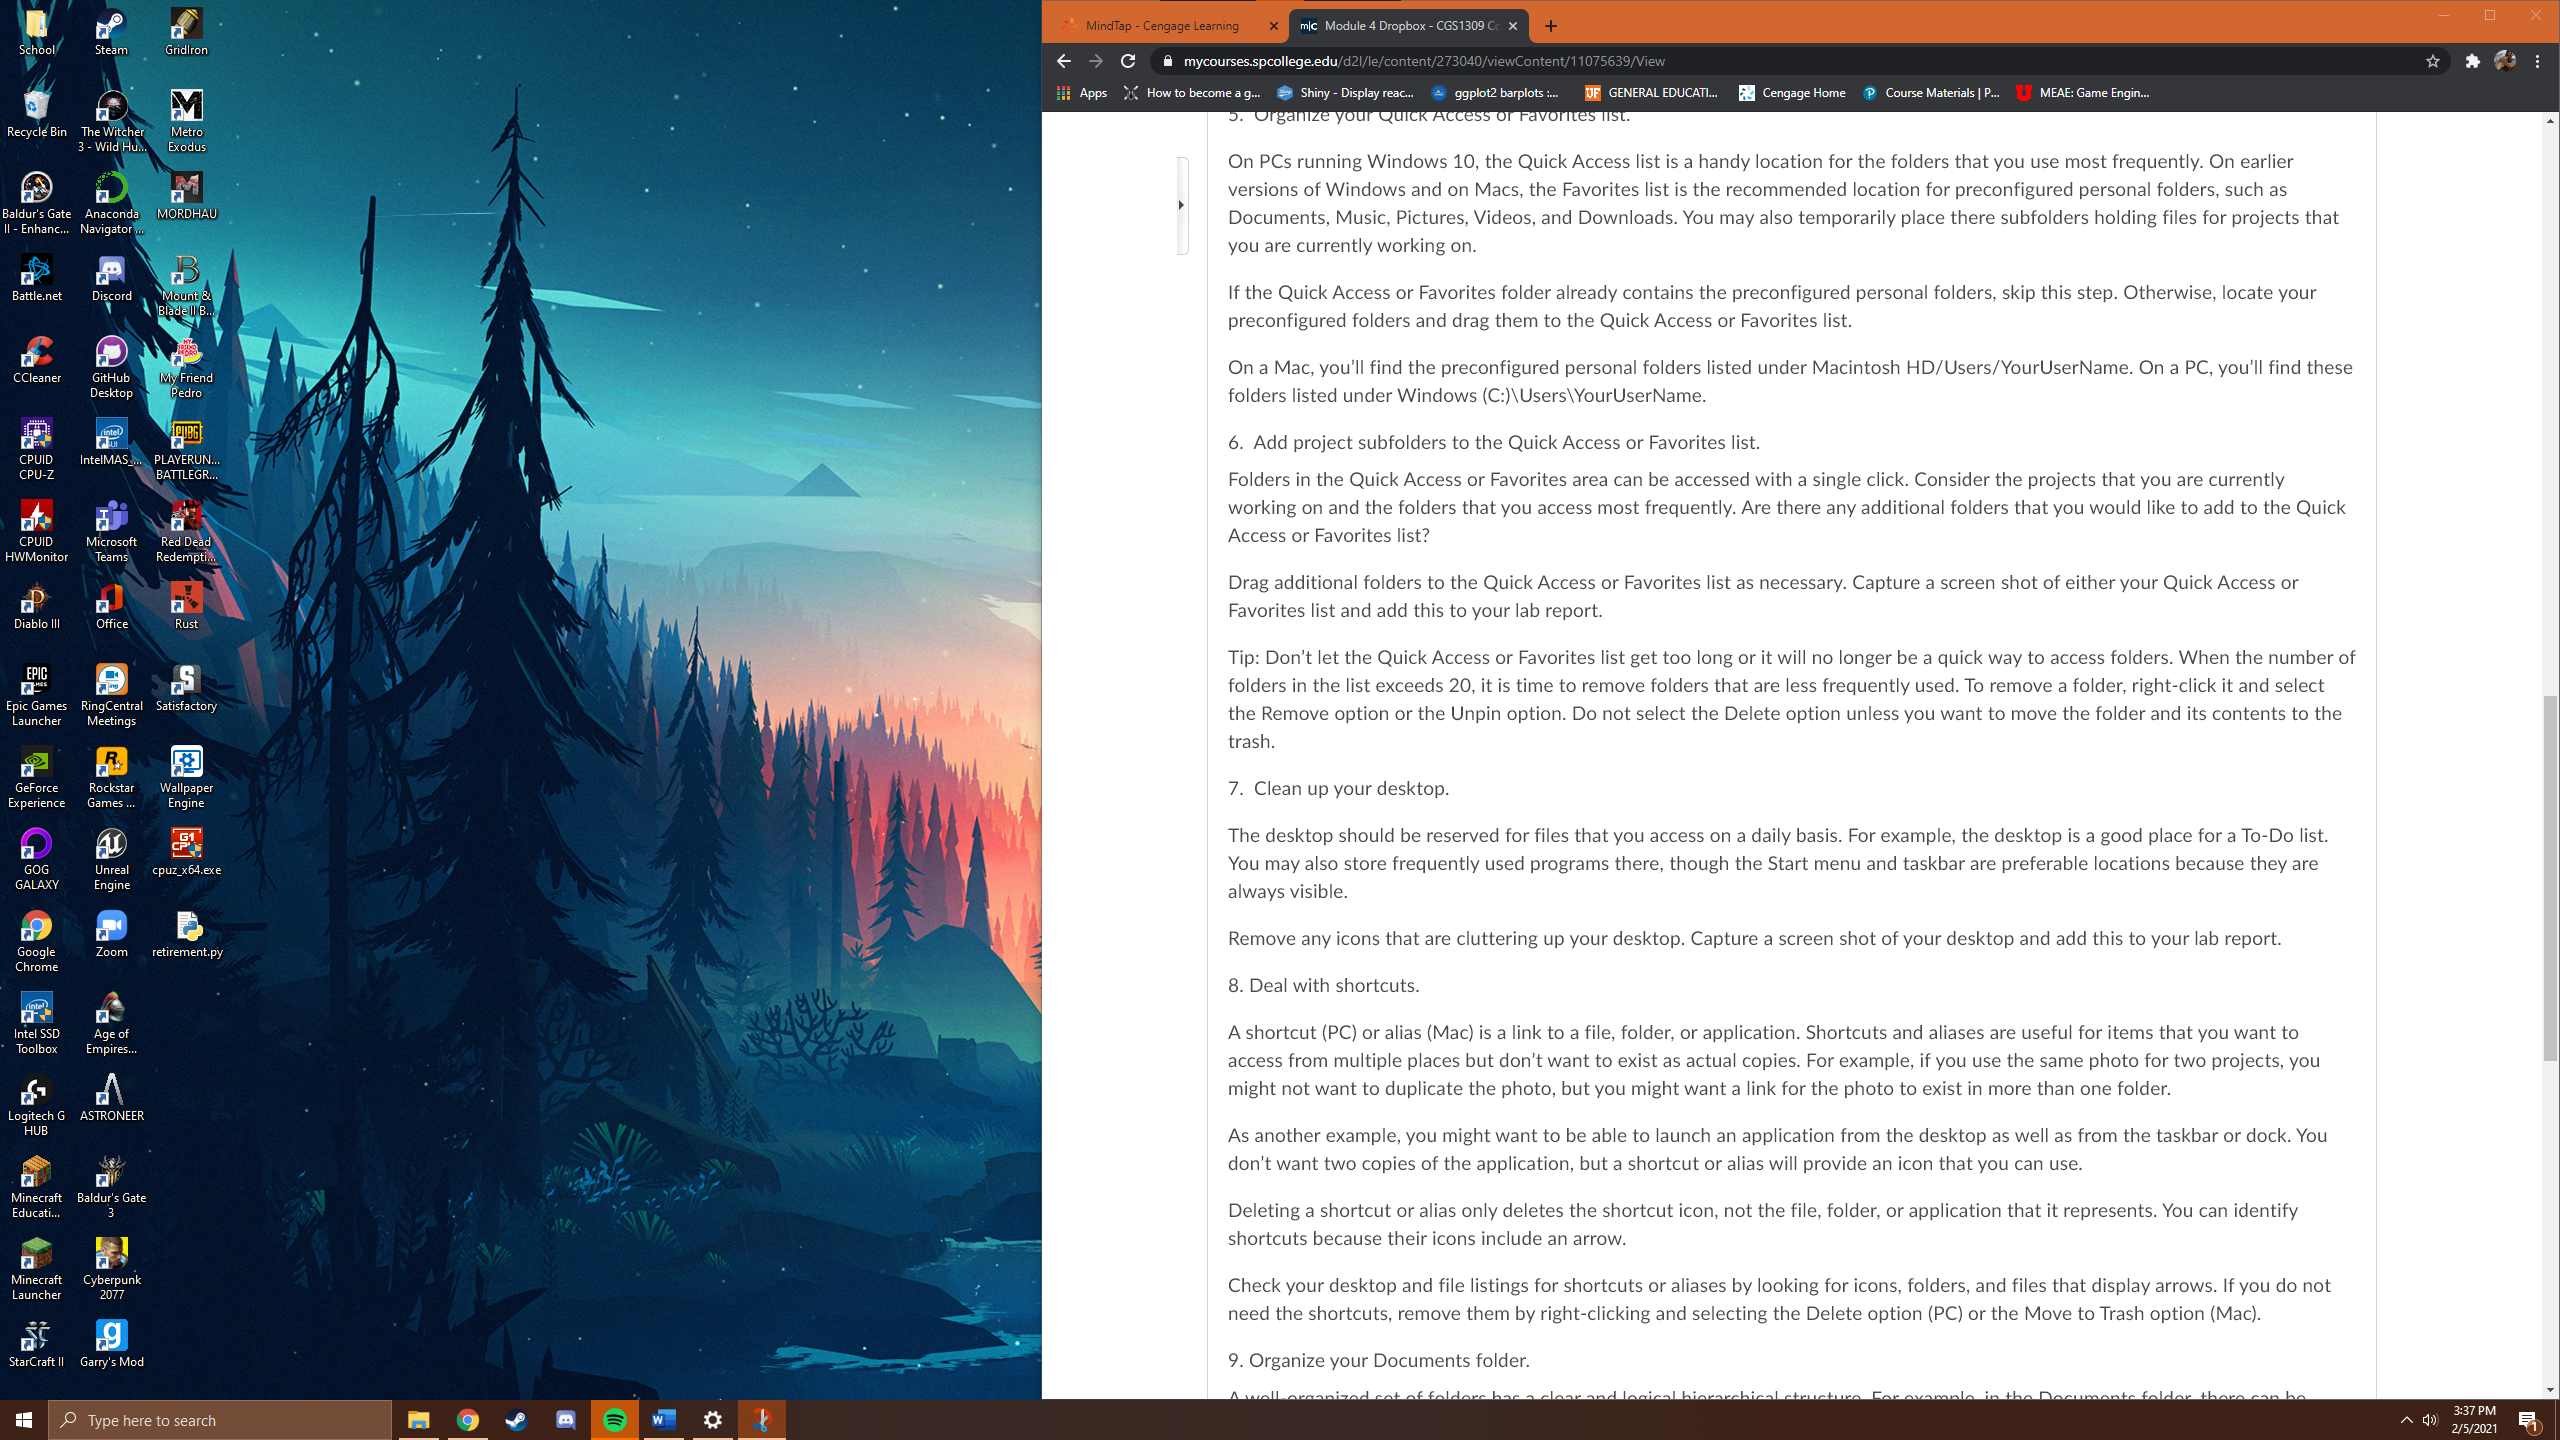 School
Steam
GridIron
Recycle Bin
The Witcher
3 - Wild Hu...
Metro
Exodus
Baldur's Gate
II - Enhanc...
Anaconda
Navigator ...
MORDHAU
Battle.net
Discord
Mount &
Blade II B...
CCleaner
GitHub
Desktop
My Friend
Pedro
CPUID
CPU-Z
IntelMAS_...
PLAYERUN...
BATTLEGR...
CPUID
HWMonitor
Microsoft
Teams
Red Dead
Redempti...
Diablo III
Office
Rust
Epic Games
Launcher
RingCentral
Meetings
Satisfactory
GeForce
Experience
Rockstar
Games ...
Wallpaper
Engine
GOG
GALAXY
Unreal
Engine
cpuz_x64.exe
Google
Chrome
Zoom
retirement.py
Intel SSD
Toolbox
Age of
Empires...
Logitech G
HUB
ASTRONEER
Minecraft
Educati...
Baldur's Gate
3
Minecraft
Launcher
Cyberpunk
2077
StarCraft II
Garry's Mod
MindTap - Cengage Learning
Module 4 Dropbox - CGS1309 Co
mycourses.spcollege.edu/d2l/le/content/273040/viewContent/11075639/View
Apps How to become a g... Shiny - Display reac... ggplot2 barplots :... GENERAL EDUCATI... Cengage Home Course Materials | P... MEAE: Game Engin...
5. Organize your Quick Access or Favorites list.
On PCs running Windows 10, the Quick Access list is a handy location for the folders that you use most frequently. On earlier
versions of Windows and on Macs, the Favorites list is the recommended location for preconfigured personal folders, such as
Documents, Music, Pictures, Videos, and Downloads. You may also temporarily place there subfolders holding files for projects that
you are currently working on.
If the Quick Access or Favorites folder already contains the preconfigured personal folders, skip this step. Otherwise, locate your
preconfigured folders and drag them to the Quick Access or Favorites list.
On a Mac, you’ll find the preconfigured personal folders listed under Macintosh HD/Users/YourUserName. On a PC, you’ll find these
folders listed under Windows (C:)\Users\YourUserName.
6. Add project subfolders to the Quick Access or Favorites list.
Folders in the Quick Access or Favorites area can be accessed with a single click. Consider the projects that you are currently
working on and the folders that you access most frequently. Are there any additional folders that you would like to add to the Quick
Access or Favorites list?
Drag additional folders to the Quick Access or Favorites list as necessary. Capture a screen shot of either your Quick Access or
Favorites list and add this to your lab report.
Tip: Don’t let the Quick Access or Favorites list get too long or it will no longer be a quick way to access folders. When the number of
folders in the list exceeds 20, it is time to remove folders that are less frequently used. To remove a folder, right-click it and select
the Remove option or the Unpin option. Do not select the Delete option unless you want to move the folder and its contents to the
trash.
7. Clean up your desktop.
The desktop should be reserved for files that you access on a daily basis. For example, the desktop is a good place for a To-Do list.
You may also store frequently used programs there, though the Start menu and taskbar are preferable locations because they are
always visible.
Remove any icons that are cluttering up your desktop. Capture a screen shot of your desktop and add this to your lab report.
8. Deal with shortcuts.
A shortcut (PC) or alias (Mac) is a link to a file, folder, or application. Shortcuts and aliases are useful for items that you want to
access from multiple places but don’t want to exist as actual copies. For example, if you use the same photo for two projects, you
might not want to duplicate the photo, but you might want a link for the photo to exist in more than one folder.
As another example, you might want to be able to launch an application from the desktop as well as from the taskbar or dock. You
don’t want two copies of the application, but a shortcut or alias will provide an icon that you can use.
Deleting a shortcut or alias only deletes the shortcut icon, not the file, folder, or application that it represents. You can identify
shortcuts because their icons include an arrow.
Check your desktop and file listings for shortcuts or aliases by looking for icons, folders, and files that display arrows. If you do not
need the shortcuts, remove them by right-clicking and selecting the Delete option (PC) or the Move to Trash option (Mac).
9. Organize your Documents folder.
A well-organized set of folders has a clear and logical hierarchical structure. For example, in the Documents folder, there can be
Type here to search
3:37 PM
2/5/2021
1